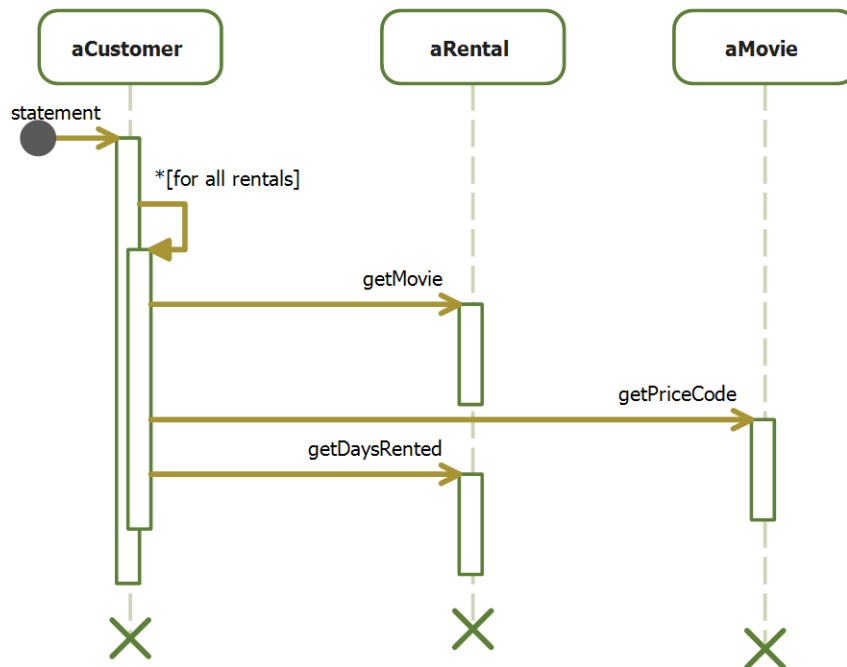 aCustomer
aRental
aMovie
statement
*[for all rentals]
getMovie
getPriceCode
getDaysRented